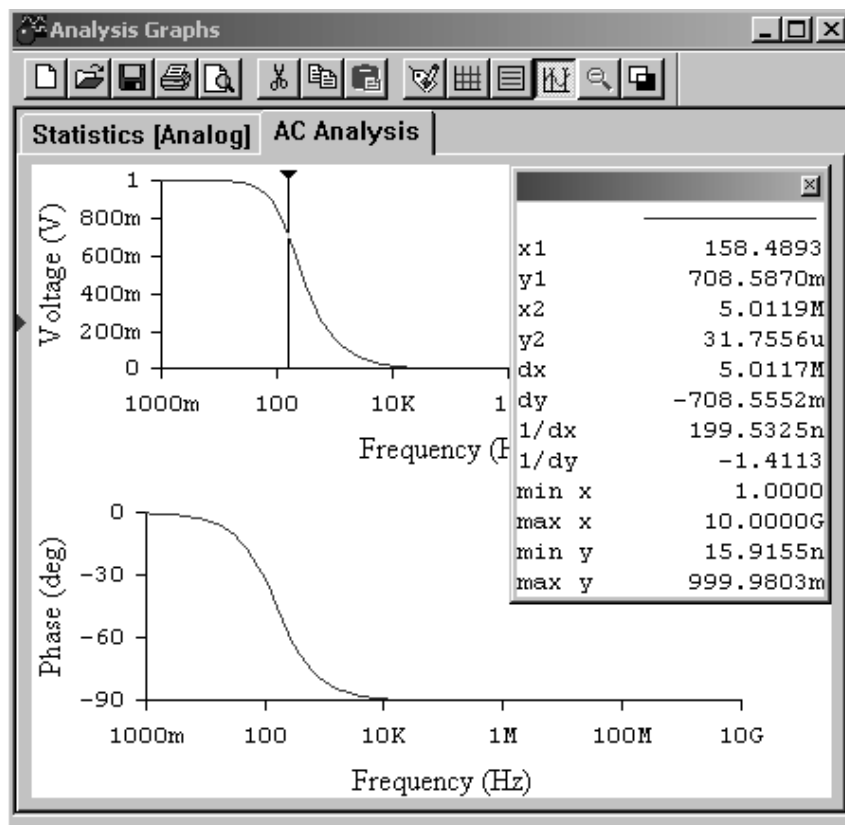 Analysis Graphs
Statistics [Analog] AC Analysis
Voltage (V)
1
800m
600m
400m
200m
0
1000m 100 10K 1
Frequency (H
x1 158.4893
y1 708.5870m
x2 5.0119M
y2 31.7556u
dx 5.0117M
dy -708.5552m
1/dx 199.5325n
1/dy -1.4113
min x 1.0000
max x 10.0000G
min y 15.9155n
max y 999.9803m
Phase (deg)
0
-30
-60
-90
1000m 100 10K 1M 100M 10G
Frequency (Hz)